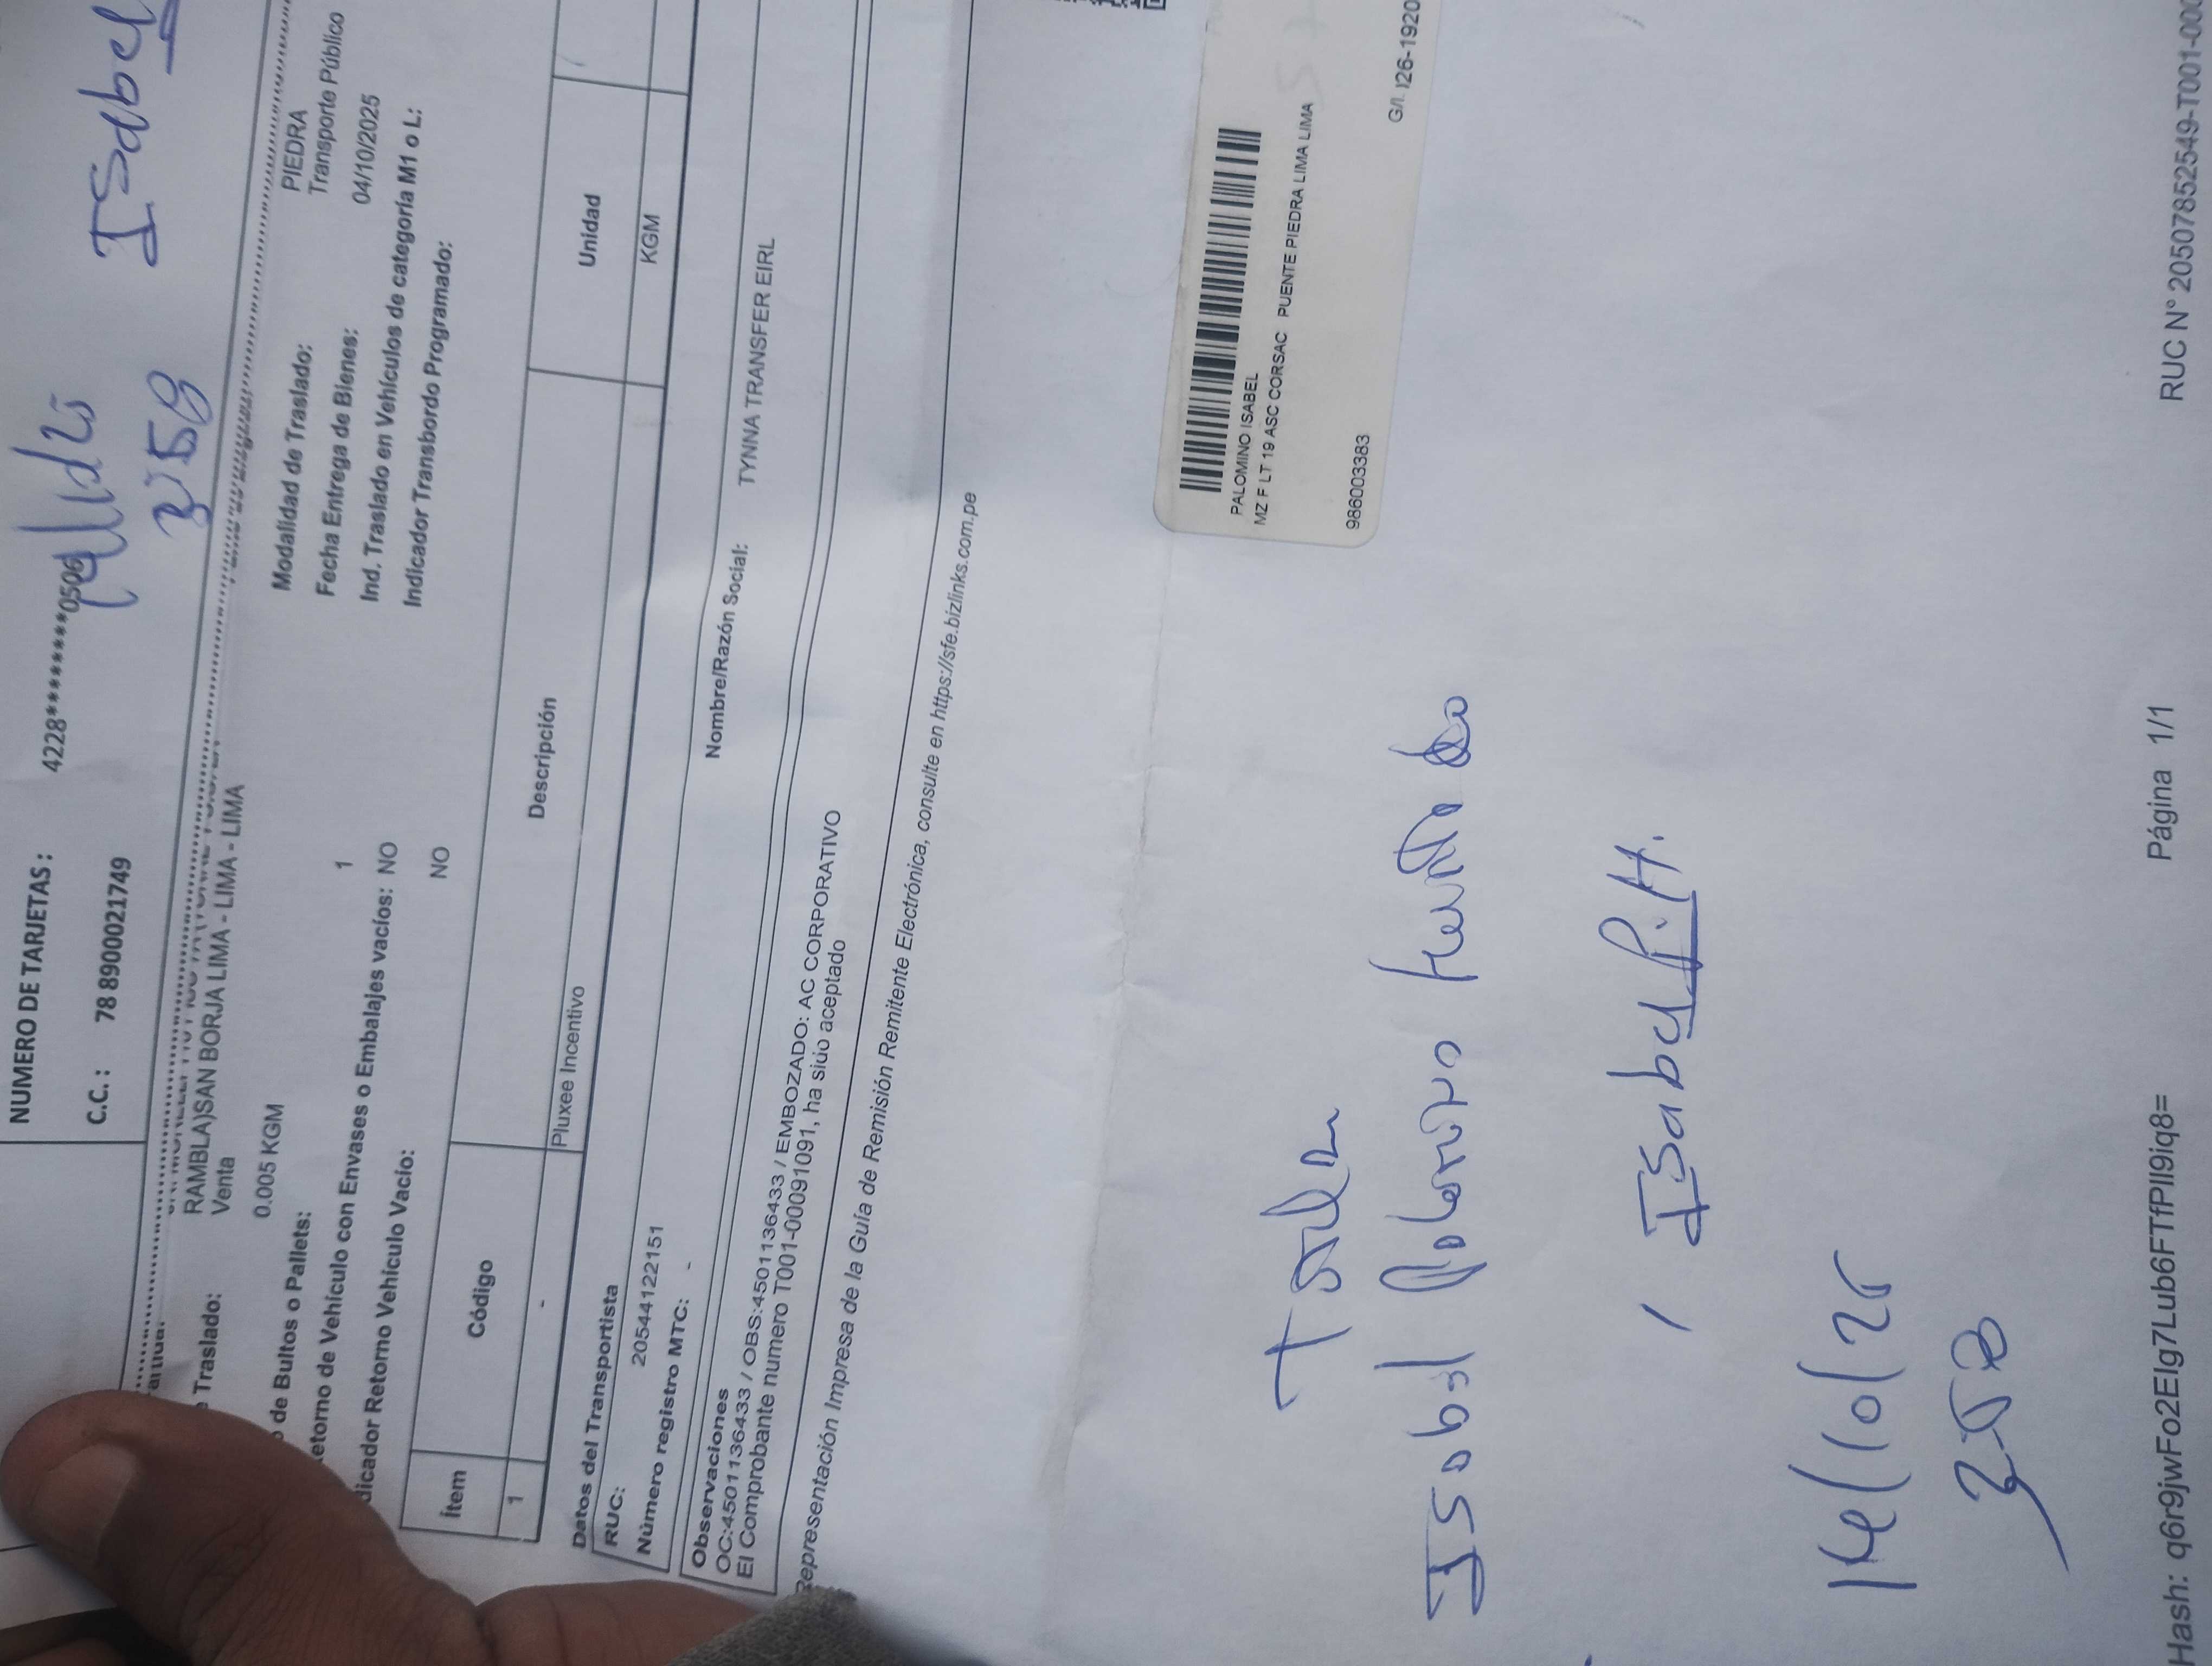 NUMERO DE TARJETAS :
4228**********0506
C.C. : 78 8900021749
Isabel
358
RAMBLA)SAN BORJA LIMA - LIMA - LIMA
Traslado: Venta
0.005 KGM
de Bultos o Pallets: 1
etorno de Vehículo con Envases o Embalajes vacíos: NO
dicador Retorno Vehículo Vacio: NO
PIEDRA
Modalidad de Traslado: Transporte Público
Fecha Entrega de Bienes: 04/10/2025
Ind. Traslado en Vehículos de categoría M1 o L:
Indicador Transbordo Programado:
Ítem Código Descripción Unidad
1 - Pluxee Incentivo KGM
Datos del Transportista
RUC: 20544122151 Nombre/Razón Social: TYNNA TRANSFER EIRL
Número registro MTC: -
Observaciones
OC:4501136433 / OBS:4501136433 / EMBOZADO: AC CORPORATIVO
El Comprobante numero T001-00091091, ha sido aceptado
Representación Impresa de la Guía de Remisión Remitente Electrónica, consulte en https://sfe.bizlinks.com.pe
PALOMINO ISABEL
MZ F LT 19 ASC CORSAC PUENTE PIEDRA LIMA LIMA
986003383
G/I. I26-1920
Isabel Palomino
Isabel P.H.
14/10/25
358
Hash: q6r9jwFo2EIg7Lub6FTfPII9iq8= Página 1/1 RUC N° 20507852549-T001-000